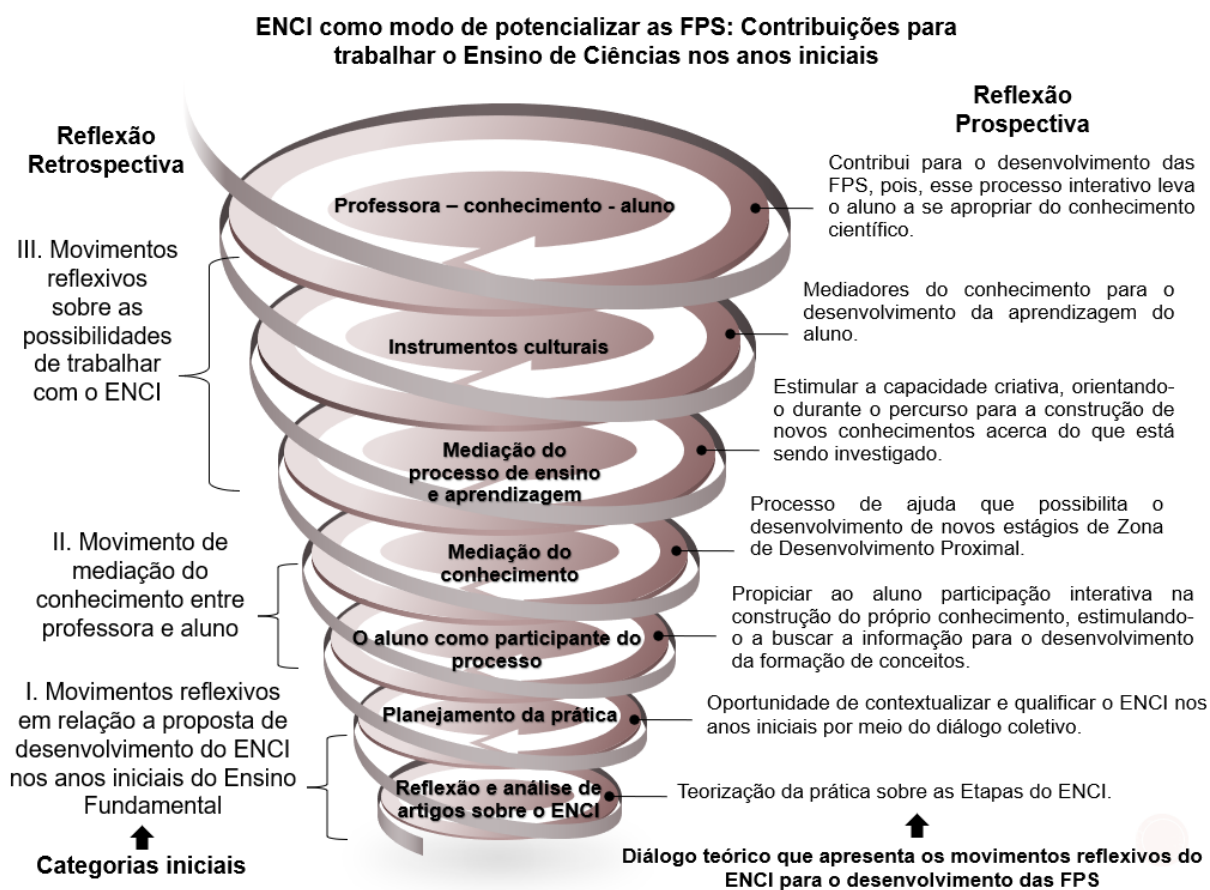 ENCI como modo de potencializar as FPS: Contribuições para
trabalhar o Ensino de Ciências nos anos iniciais
Reflexão
Retrospectiva
III. Movimentos
reflexivos
sobre as
possibilidades
de trabalhar
com o ENCI
II. Movimento de
mediação do
conhecimento entre
professora e aluno
I. Movimentos reflexivos
em relação a proposta de
desenvolvimento do ENCI
nos anos iniciais do Ensino
Fundamental
Categorias iniciais
Professora – conhecimento - aluno
Instrumentos culturais
Mediação do
processo de ensino
e aprendizagem
Mediação do
conhecimento
O aluno como participante do
processo
Planejamento da prática
Reflexão e análise de
artigos sobre o ENCI
Reflexão
Prospectiva
Contribui para o desenvolvimento das
FPS, pois, esse processo interativo leva
o aluno a se apropriar do conhecimento
científico.
Mediadores do conhecimento para o
desenvolvimento da aprendizagem do
aluno.
Estimular a capacidade criativa, orientando-
o durante o percurso para a construção de
novos conhecimentos acerca do que está
sendo investigado.
Processo de ajuda que possibilita o
desenvolvimento de novos estágios de Zona
de Desenvolvimento Proximal.
Propiciar ao aluno participação interativa na
construção do próprio conhecimento, estimulando-
o a buscar a informação para o desenvolvimento
da formação de conceitos.
Oportunidade de contextualizar e qualificar o ENCI nos
anos iniciais por meio do diálogo coletivo.
Teorização da prática sobre as Etapas do ENCI.
Diálogo teórico que apresenta os movimentos reflexivos do
ENCI para o desenvolvimento das FPS